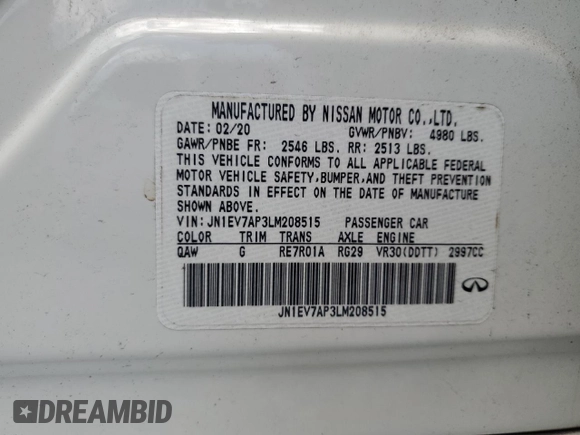 MANUFACTURED BY NISSAN MOTOR CO.,LTD.
DATE: 02/20 GVWR/PNBV: 4980 LBS.
GAWR/PNBE FR: 2546 LBS. RR: 2513 LBS.
THIS VEHICLE CONFORMS TO ALL APPLICABLE FEDERAL
MOTOR VEHICLE SAFETY,BUMPER,AND THEFT PREVENTION
STANDARDS IN EFFECT ON THE DATE OF MANUFACTURE
SHOWN ABOVE.
VIN: JN1EV7AP3LM208515 PASSENGER CAR
COLOR TRIM TRANS AXLE ENGINE
QAW G RE7R01A RG29 VR30(DDTT) 2997CC
JN1EV7AP3LM208515
DREAMBID